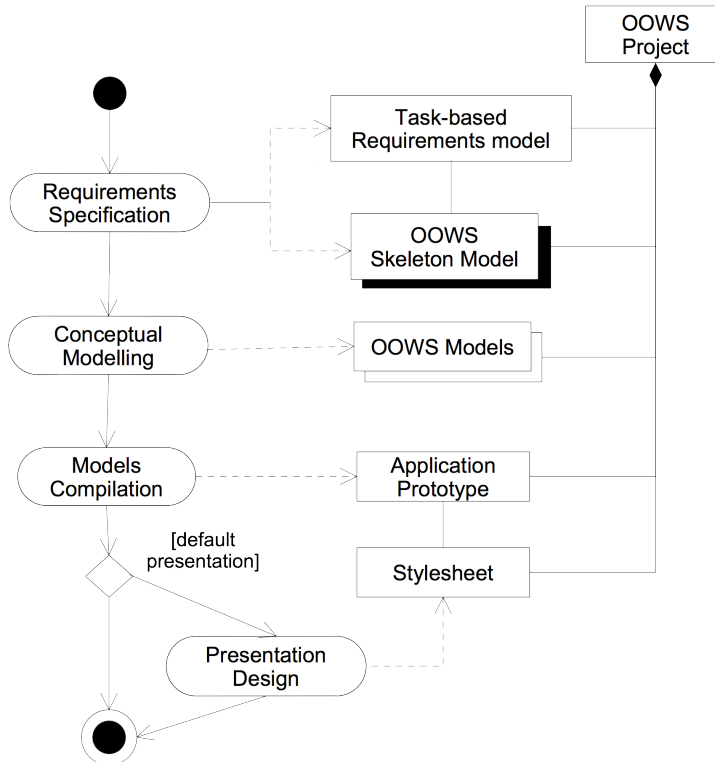 OOWS
Project
Task-based
Requirements model
Requirements
Specification
OOWS
Skeleton Model
Conceptual
Modelling
OOWS Models
Models
Compilation
Application
Prototype
[default
presentation]
Stylesheet
Presentation
Design